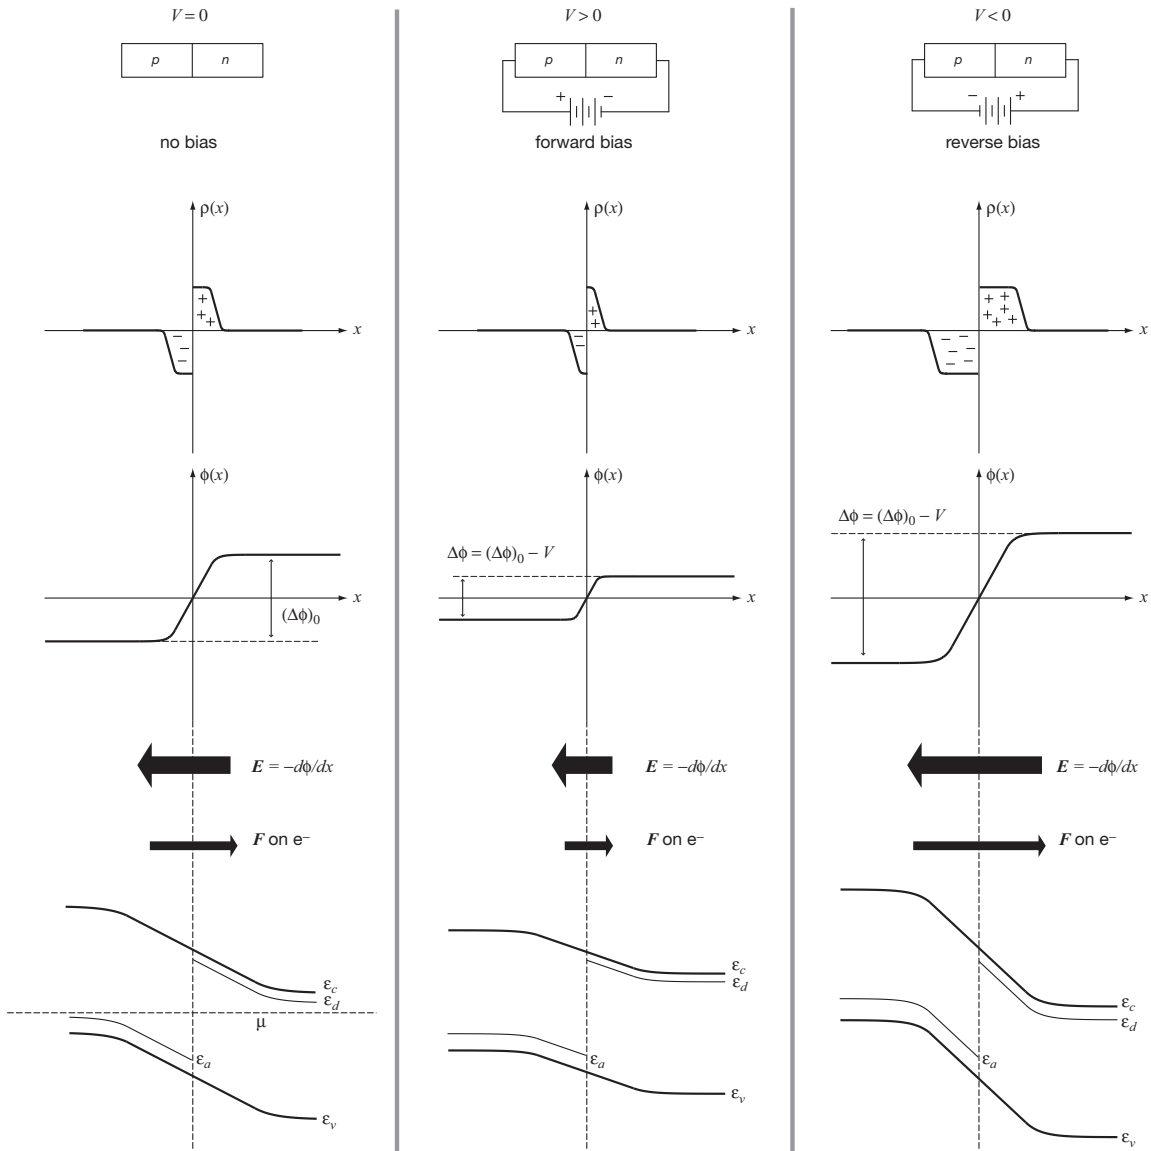 V = 0
p n
no bias
ρ(x)
+
+
+
−
−
−
x
ϕ(x)
(Δϕ)₀
x
E = –dϕ/dx
F on e⁻
εc
εd
μ
εa
εv
V > 0
p n
+ −
forward bias
ρ(x)
+
+
−
−
x
ϕ(x)
Δϕ = (Δϕ)₀ – V
x
E = –dϕ/dx
F on e⁻
εc
εd
εa
εv
V < 0
p n
− +
reverse bias
ρ(x)
+ +
+ + +
+
− −
− − −
− −
x
ϕ(x)
Δϕ = (Δϕ)₀ – V
x
E = –dϕ/dx
F on e⁻
εc
εd
εa
εv